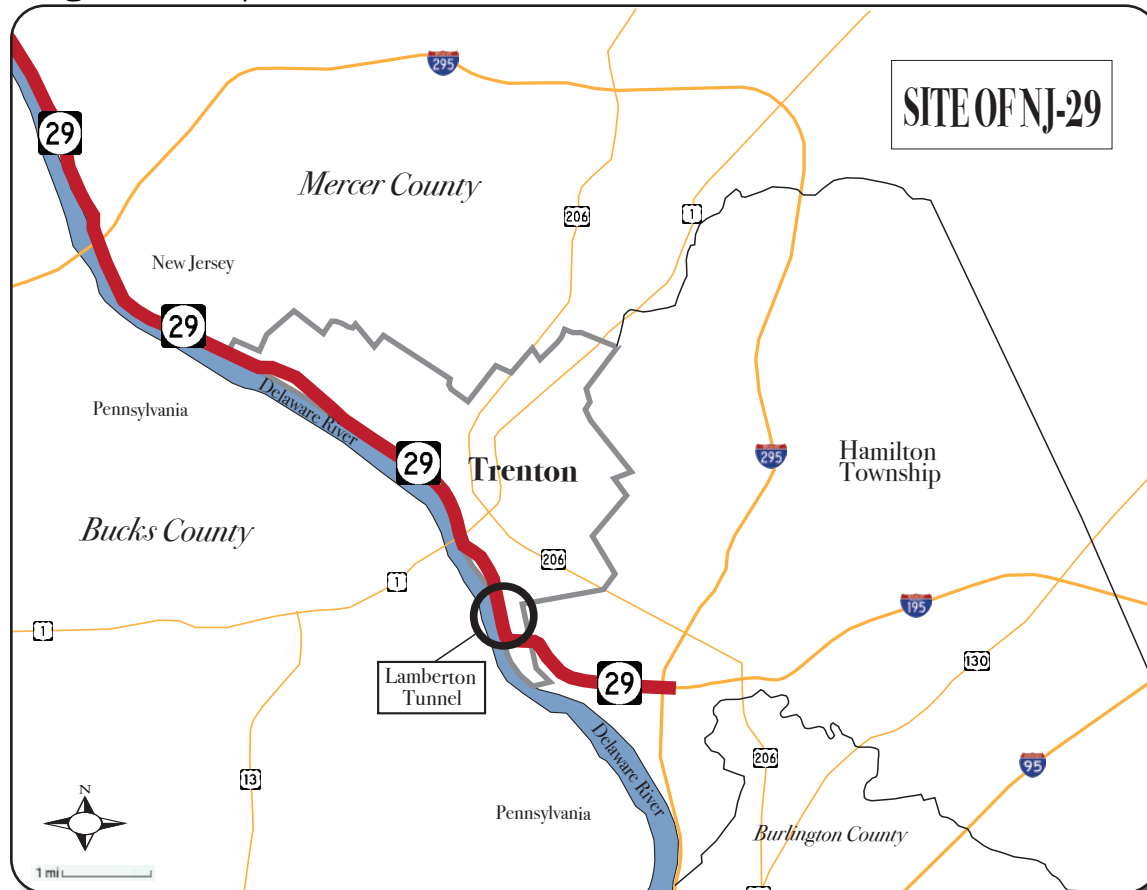 295
SITE OF NJ-29
29
Mercer County
206
1
New Jersey
29
Pennsylvania
Delaware River
29
Trenton
295
Hamilton
Township
Bucks County
206
1
195
1
130
Lamberton
Tunnel
29
Delaware River
206
95
13
Pennsylvania
Burlington County
1 mi